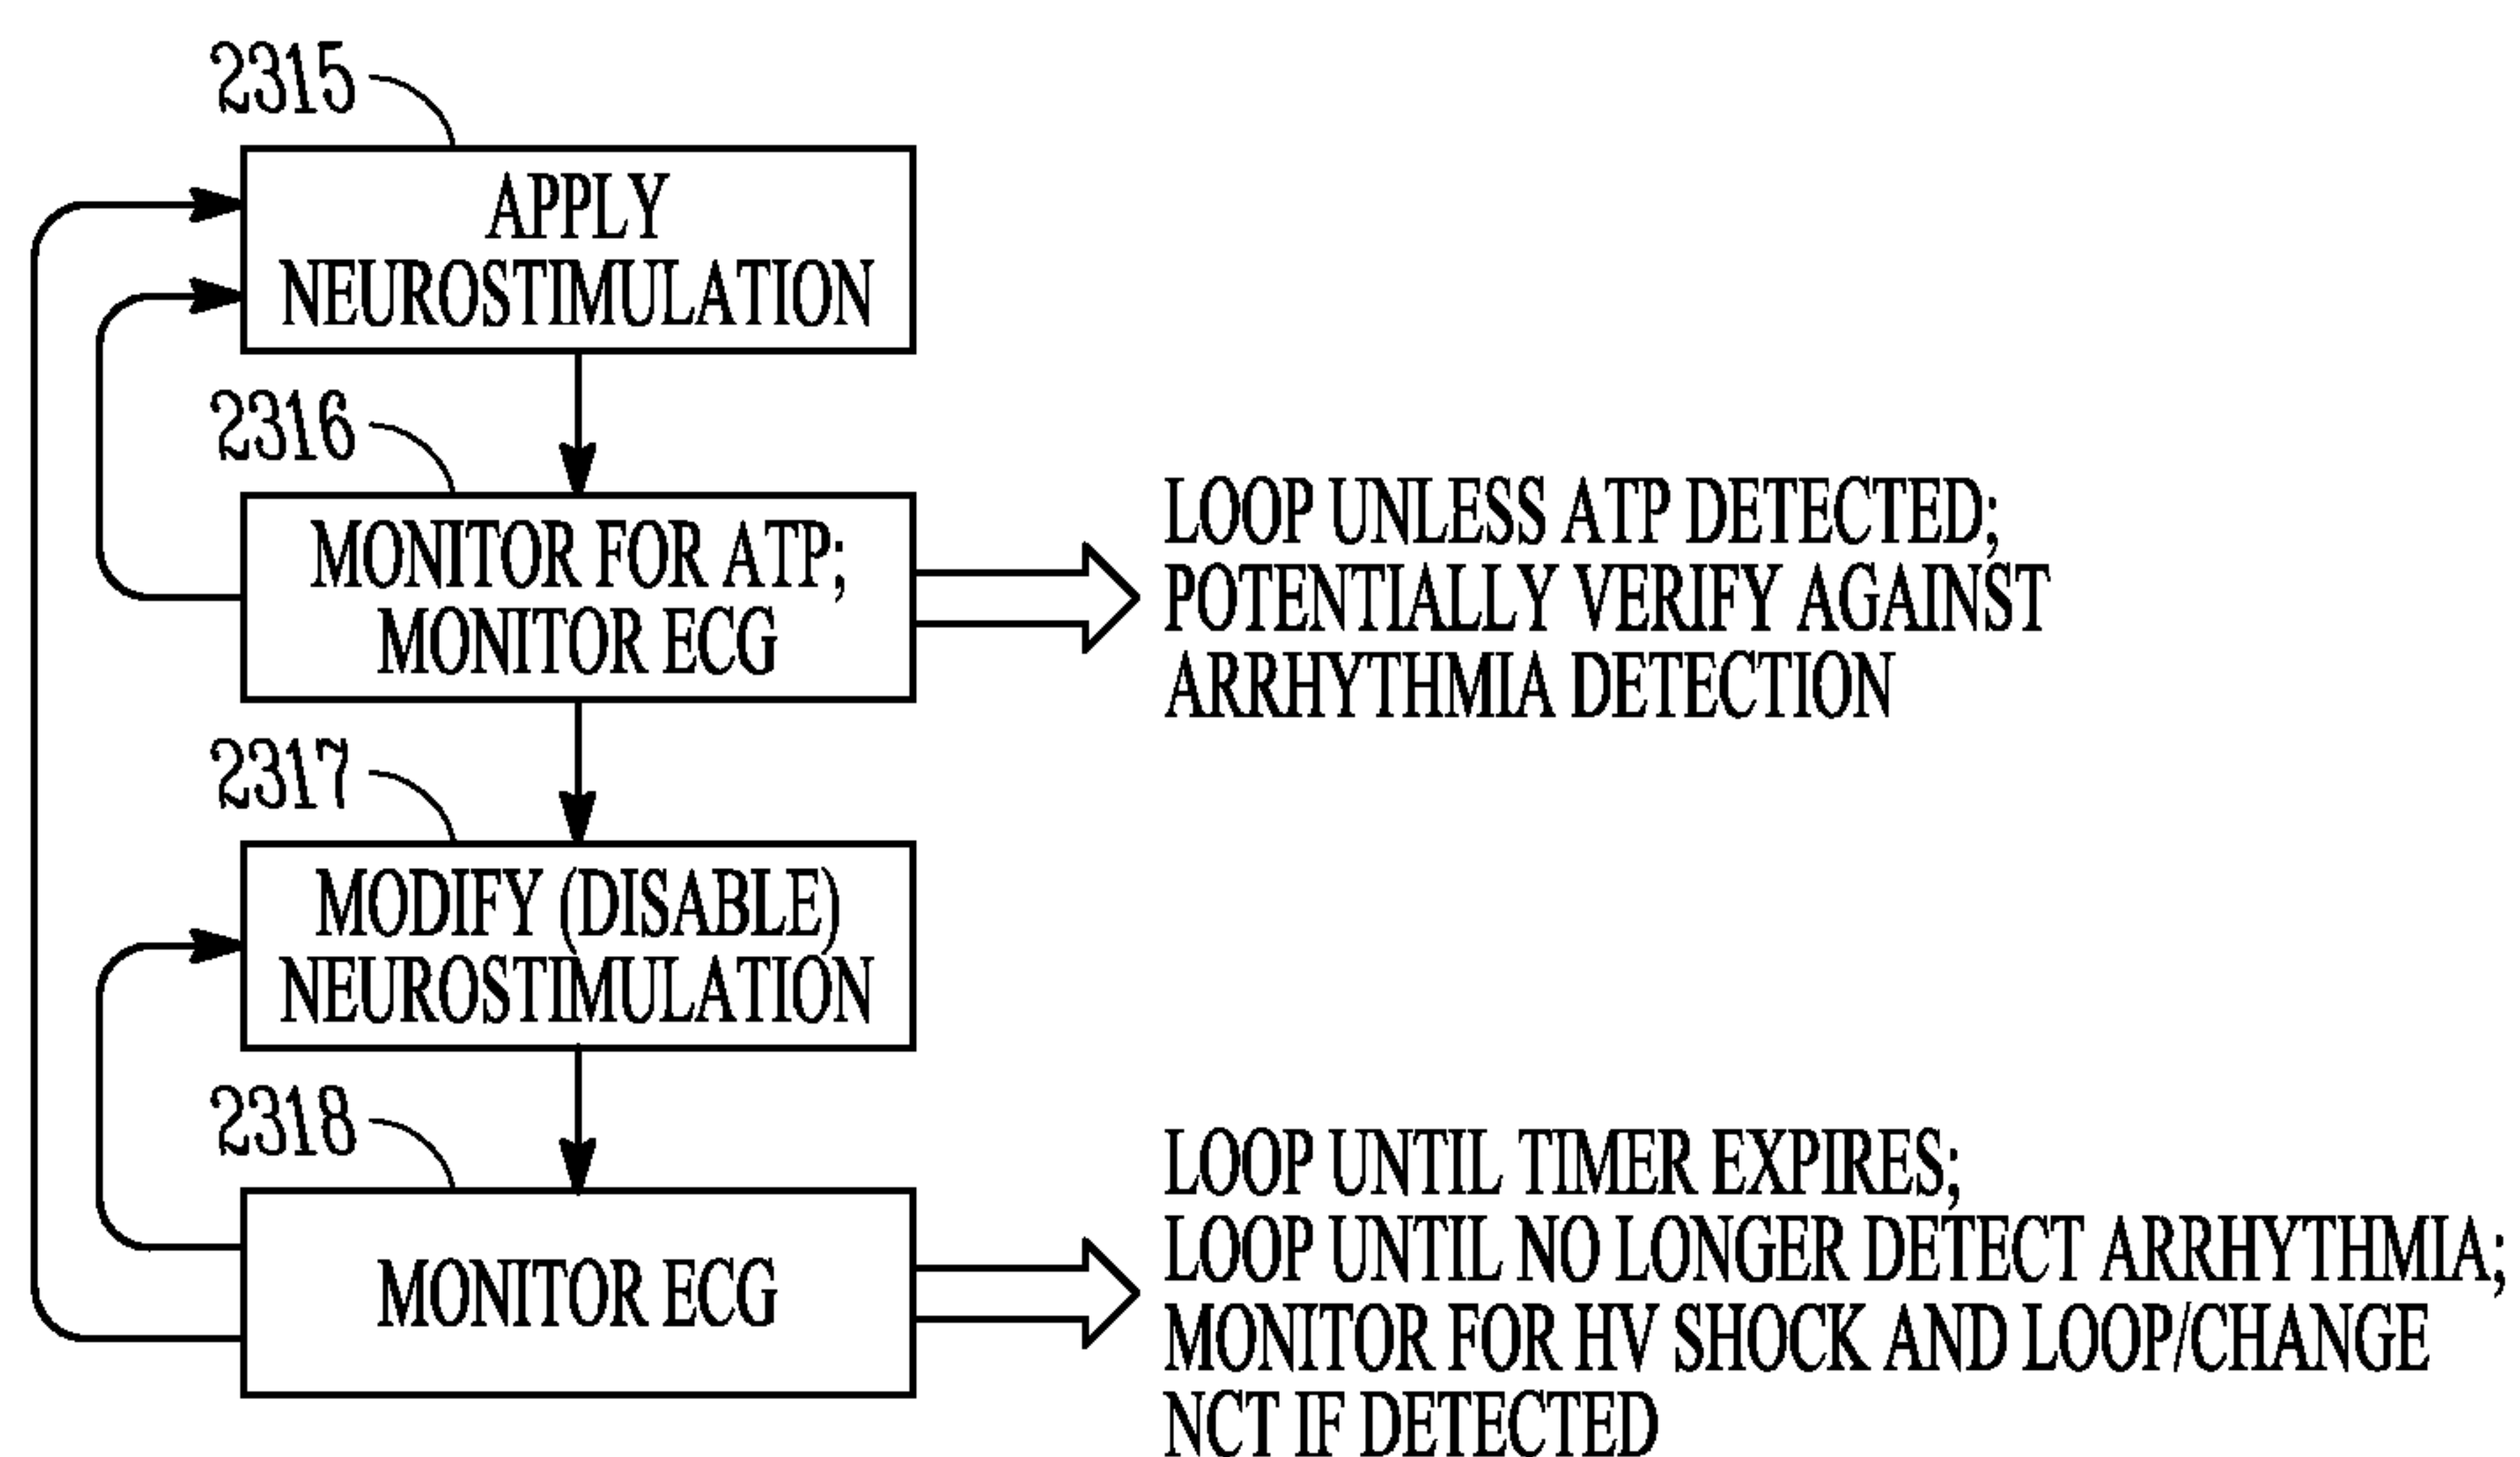 2315
APPLY
NEUROSTIMULATION
2316
MONITOR FOR ATP;
MONITOR ECG
LOOP UNLESS ATP DETECTED;
POTENTIALLY VERIFY AGAINST
ARRHYTHMIA DETECTION
2317
MODIFY (DISABLE)
NEUROSTIMULATION
2318
MONITOR ECG
LOOP UNTIL TIMER EXPIRES;
LOOP UNTIL NO LONGER DETECT ARRHYTHMIA;
MONITOR FOR HV SHOCK AND LOOP/CHANGE
NCT IF DETECTED